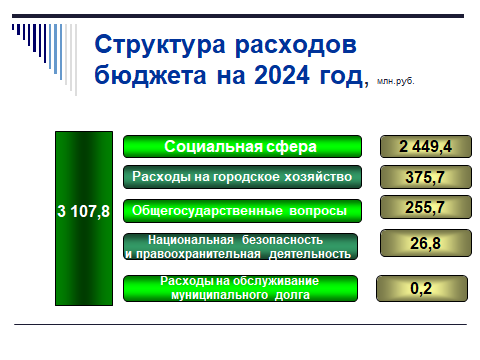 Структура расходов
бюджета на 2024 год, млн.руб.
3 107,8
Социальная сфера
2 449,4
Расходы на городское хозяйство
375,7
Общегосударственные вопросы
255,7
Национальная безопасность
и правоохранительная деятельность
26,8
Расходы на обслуживание
муниципального долга
0,2